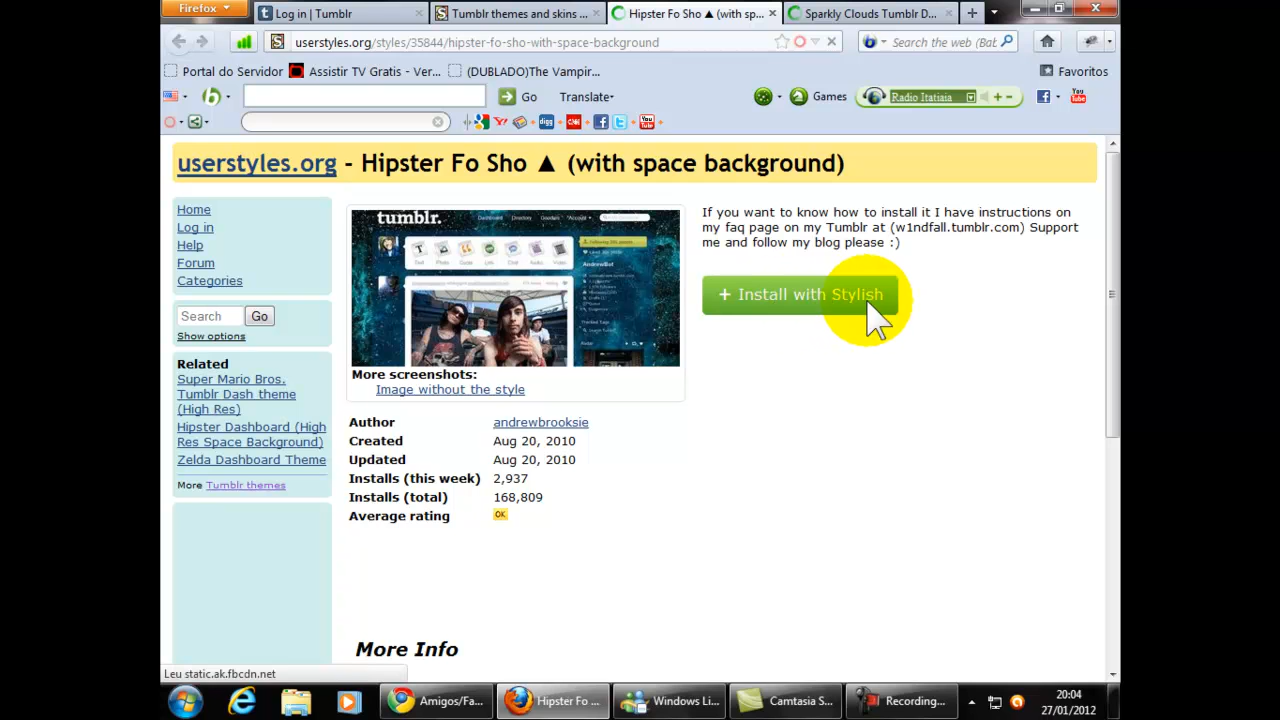 Firefox
Log in | Tumblr
Tumblr themes and skins ...
Hipster Fo Sho ▲ (with sp...
Sparkly Clouds Tumblr D...
userstyles.org/styles/35844/hipster-fo-sho-with-space-background
Search the web (Bab
Portal do Servidor
Assistir TV Gratis - Ver...
(DUBLADO)The Vampir...
Favoritos
Go
Translate
Games
Radio Itatiaia
You Tube
userstyles.org - Hipster Fo Sho ▲ (with space background)
Home
Log in
Help
Forum
Categories
Search
Go
Show options
Related
Super Mario Bros.
Tumblr Dash theme
(High Res)
Hipster Dashboard (High
Res Space Background)
Zelda Dashboard Theme
More Tumblr themes
tumblr.
More screenshots:
Image without the style
Author andrewbrooksie
Created Aug 20, 2010
Updated Aug 20, 2010
Installs (this week) 2,937
Installs (total) 168,809
Average rating OK
If you want to know how to install it I have instructions on
my faq page on my Tumblr at (w1ndfall.tumblr.com) Support
me and follow my blog please :)
+ Install with Stylish
More Info
Leu static.ak.fbcdn.net
Amigos/Fa...
Hipster Fo ...
Windows Li...
Camtasia S...
Recording...
20:04
27/01/2012